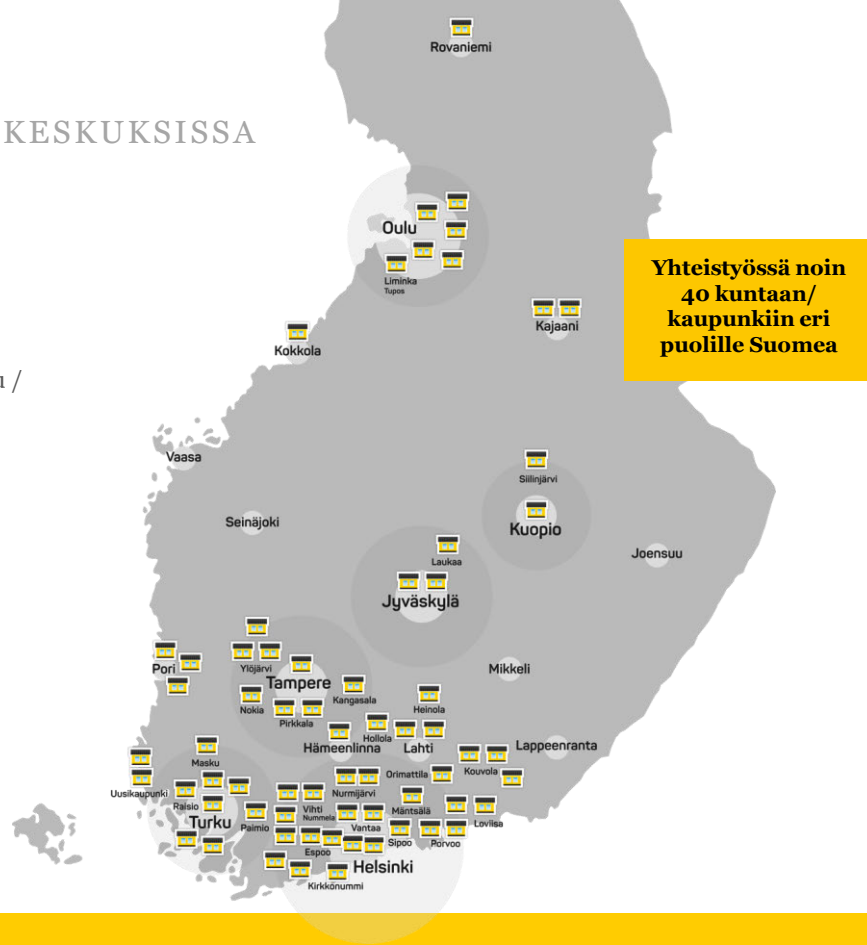 Rovaniemi
KESKUKSISSA
Oulu
Liminka
Tupos
Yhteistyössä noin
40 kuntaan/
kaupunkiin eri
puolille Suomea
Kajaani
Kokkola
/
Vaasa
Siilinjärvi
Seinäjoki
Kuopio
Joensuu
Laukaa
Jyväskylä
Pori
Ylöjärvi
Mikkeli
Tampere
Kangasala
Nokia
Heinola
Pirkkala
Hollola
Hämeenlinna
Lahti
Lappeenranta
Masku
Orimattila
Kouvola
Uusikaupunki
Nurmijärvi
Raisio
Vihti
Nummela
Mäntsälä
Turku
Paimio
Vantaa
Loviisa
Sipoo
Porvoo
Espoo
Helsinki
Kirkkonummi